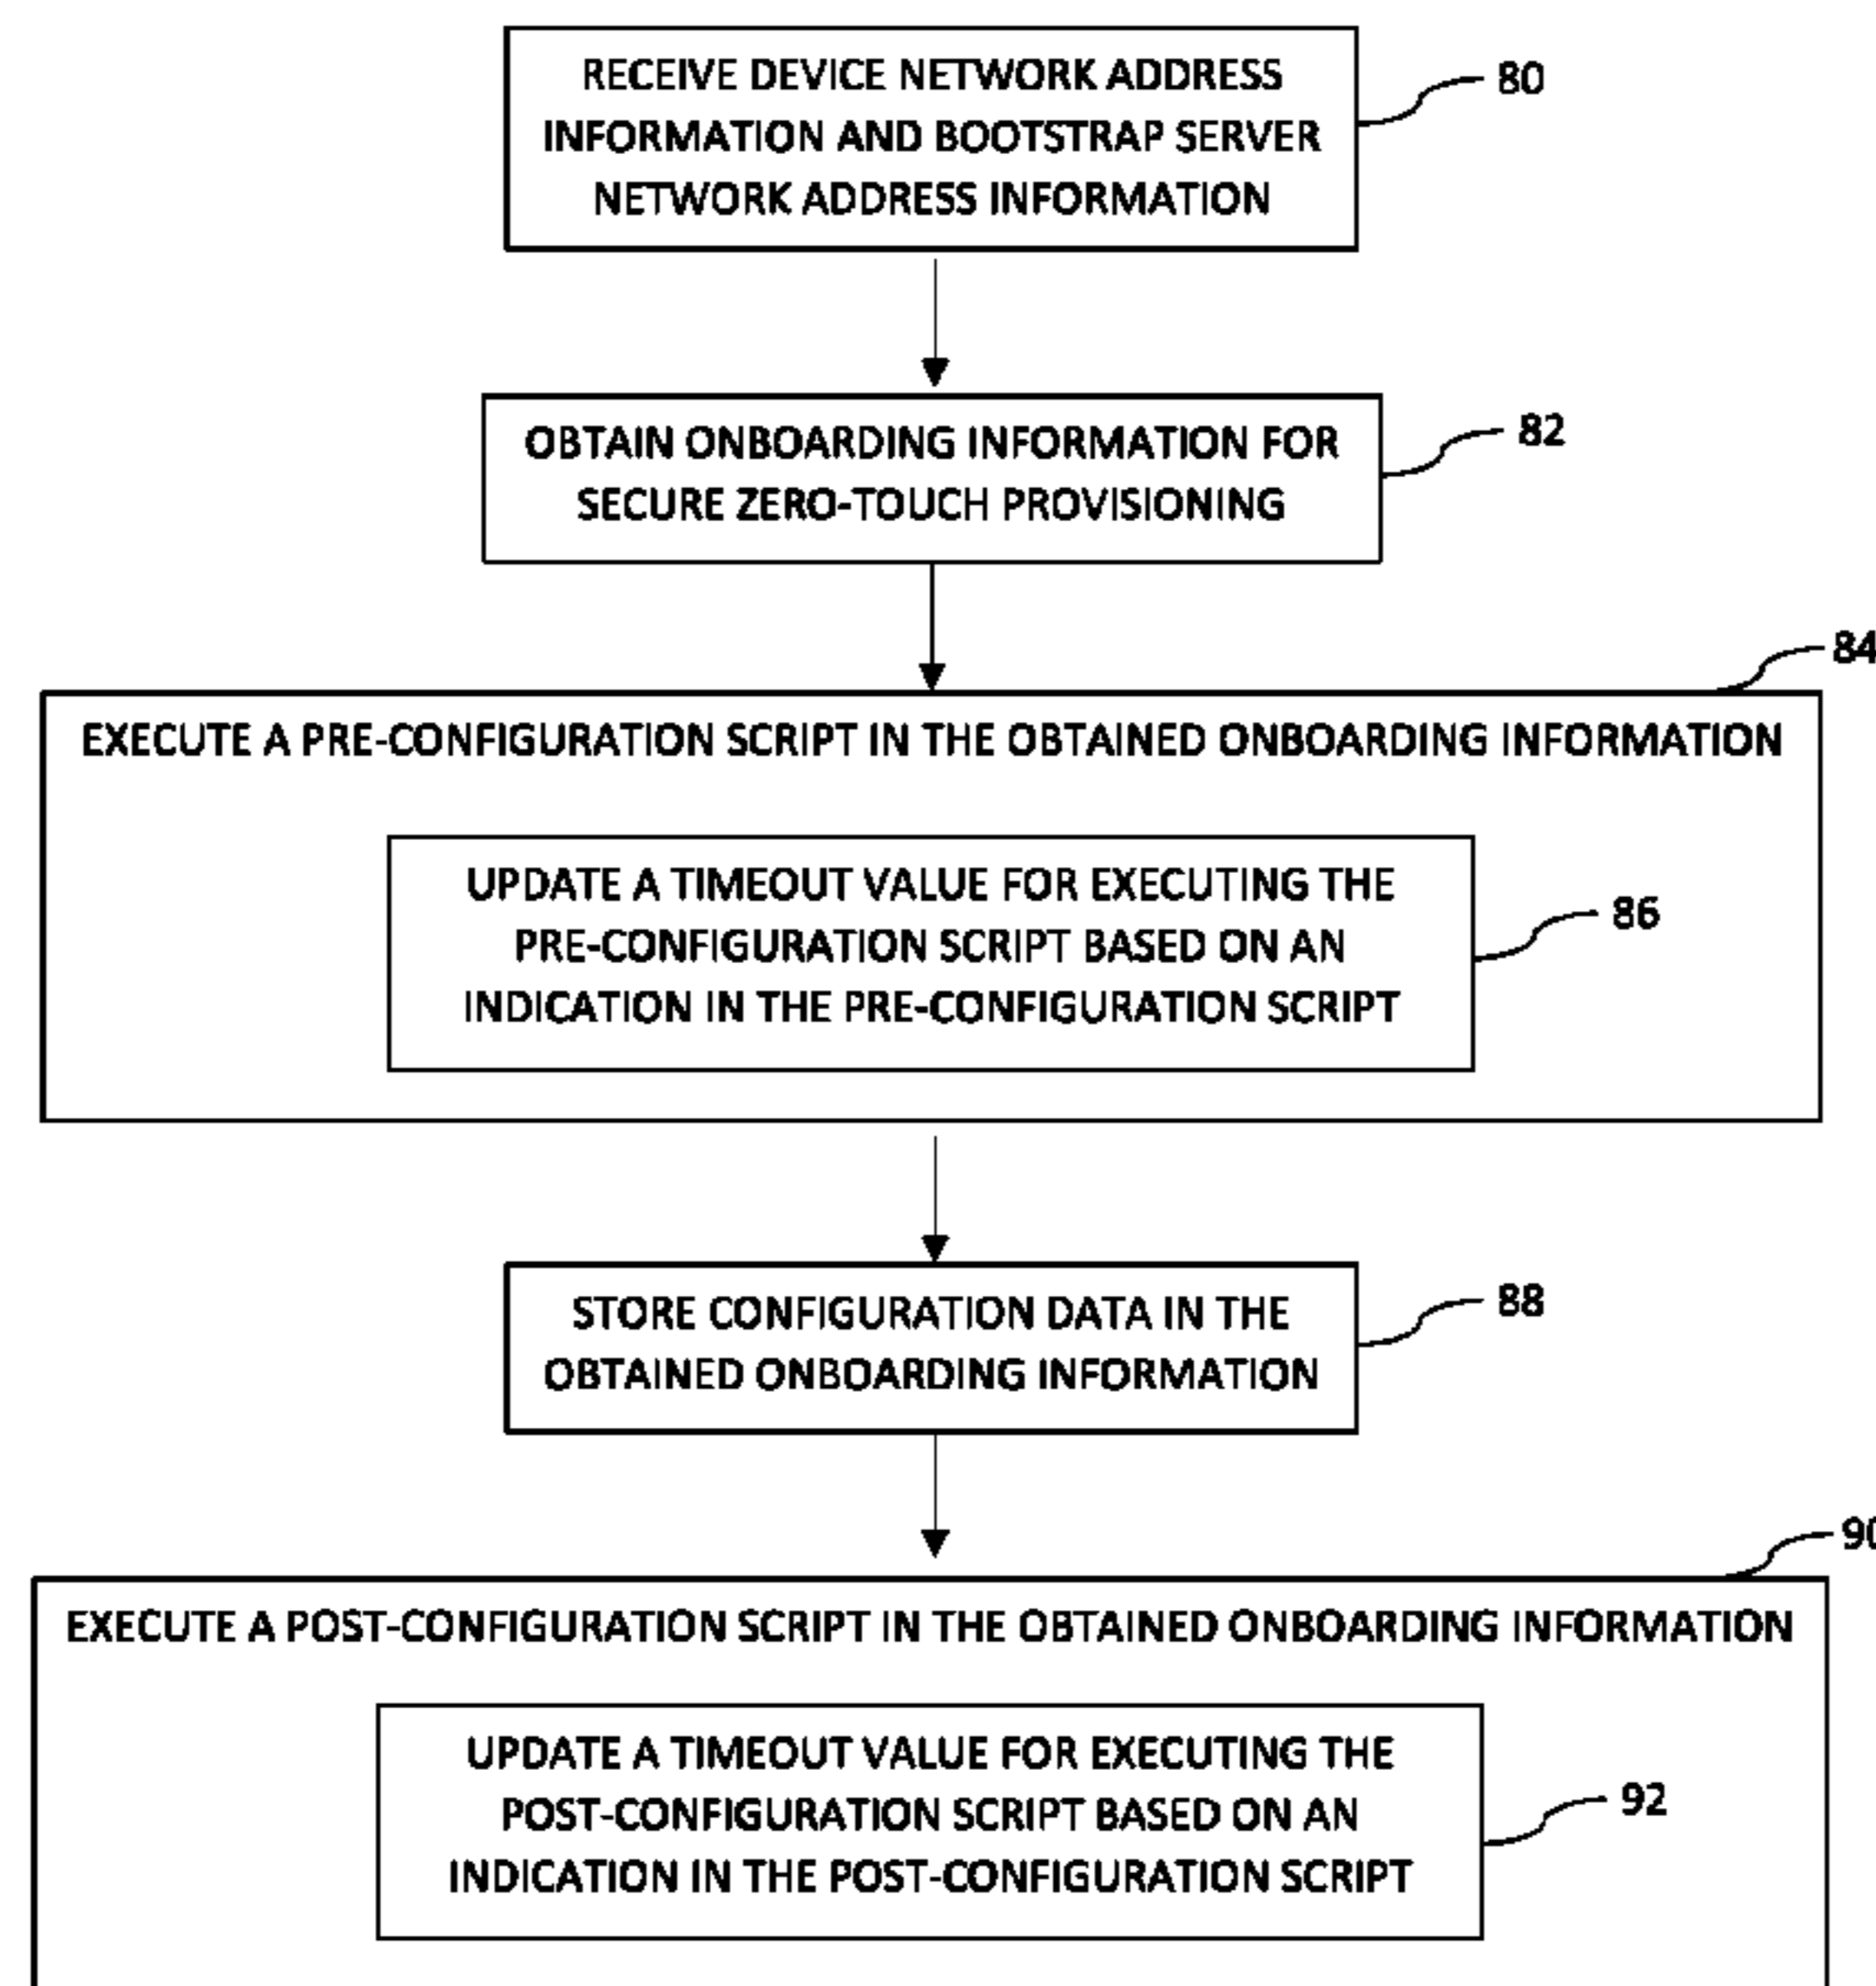 RECEIVE DEVICE NETWORK ADDRESS
INFORMATION AND BOOTSTRAP SERVER
NETWORK ADDRESS INFORMATION
80
OBTAIN ONBOARDING INFORMATION FOR
SECURE ZERO-TOUCH PROVISIONING
82
84
EXECUTE A PRE-CONFIGURATION SCRIPT IN THE OBTAINED ONBOARDING INFORMATION
UPDATE A TIMEOUT VALUE FOR EXECUTING THE
PRE-CONFIGURATION SCRIPT BASED ON AN
INDICATION IN THE PRE-CONFIGURATION SCRIPT
86
STORE CONFIGURATION DATA IN THE
OBTAINED ONBOARDING INFORMATION
88
90
EXECUTE A POST-CONFIGURATION SCRIPT IN THE OBTAINED ONBOARDING INFORMATION
UPDATE A TIMEOUT VALUE FOR EXECUTING THE
POST-CONFIGURATION SCRIPT BASED ON AN
INDICATION IN THE POST-CONFIGURATION SCRIPT
92